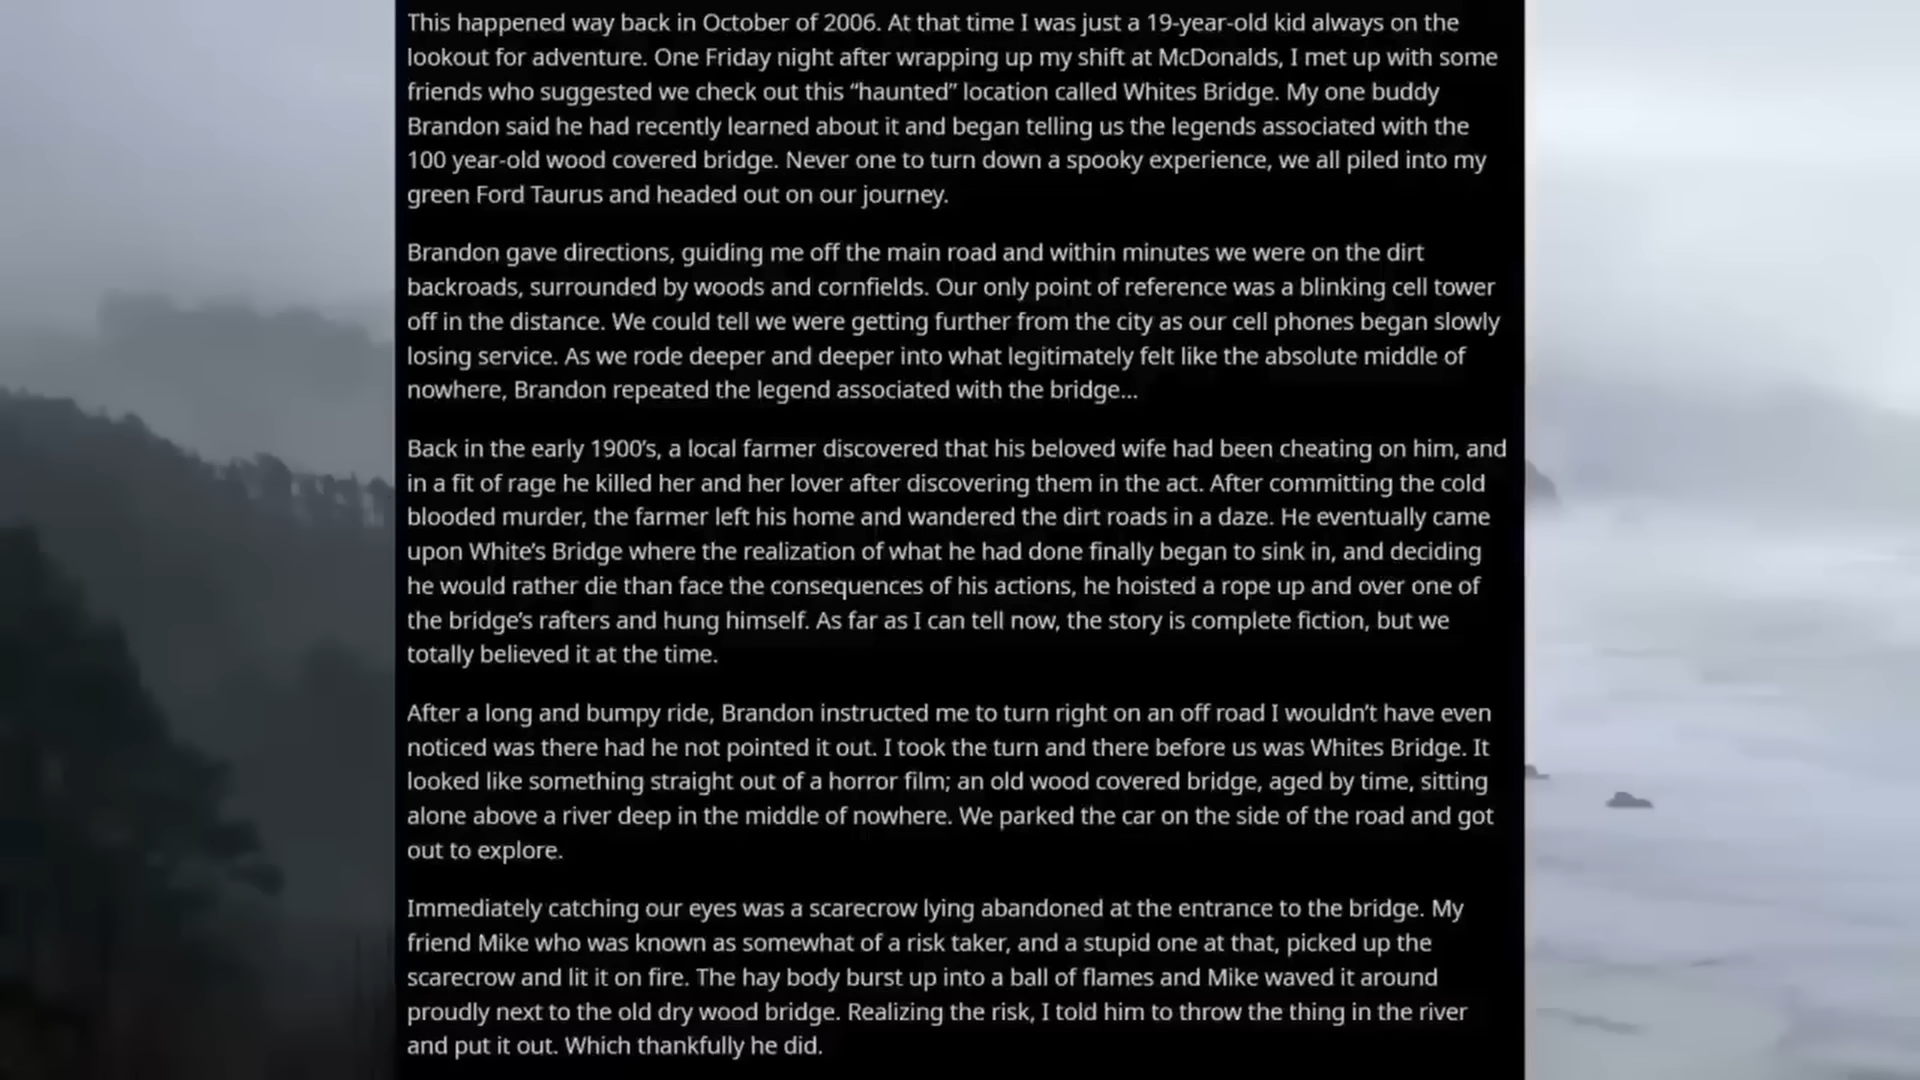 This happened way back in October of 2006. At that time I was just a 19-year-old kid always on the
lookout for adventure. One Friday night after wrapping up my shift at McDonalds, I met up with some
friends who suggested we check out this “haunted” location called Whites Bridge. My one buddy
Brandon said he had recently learned about it and began telling us the legends associated with the
100 year-old wood covered bridge. Never one to turn down a spooky experience, we all piled into my
green Ford Taurus and headed out on our journey.
Brandon gave directions, guiding me off the main road and within minutes we were on the dirt
backroads, surrounded by woods and cornfields. Our only point of reference was a blinking cell tower
off in the distance. We could tell we were getting further from the city as our cell phones began slowly
losing service. As we rode deeper and deeper into what legitimately felt like the absolute middle of
nowhere, Brandon repeated the legend associated with the bridge...
Back in the early 1900’s, a local farmer discovered that his beloved wife had been cheating on him, and
in a fit of rage he killed her and her lover after discovering them in the act. After committing the cold
blooded murder, the farmer left his home and wandered the dirt roads in a daze. He eventually came
upon White’s Bridge where the realization of what he had done finally began to sink in, and deciding
he would rather die than face the consequences of his actions, he hoisted a rope up and over one of
the bridge’s rafters and hung himself. As far as I can tell now, the story is complete fiction, but we
totally believed it at the time.
After a long and bumpy ride, Brandon instructed me to turn right on an off road I wouldn’t have even
noticed was there had he not pointed it out. I took the turn and there before us was Whites Bridge. It
looked like something straight out of a horror film; an old wood covered bridge, aged by time, sitting
alone above a river deep in the middle of nowhere. We parked the car on the side of the road and got
out to explore.
Immediately catching our eyes was a scarecrow lying abandoned at the entrance to the bridge. My
friend Mike who was known as somewhat of a risk taker, and a stupid one at that, picked up the
scarecrow and lit it on fire. The hay body burst up into a ball of flames and Mike waved it around
proudly next to the old dry wood bridge. Realizing the risk, I told him to throw the thing in the river
and put it out. Which thankfully he did.